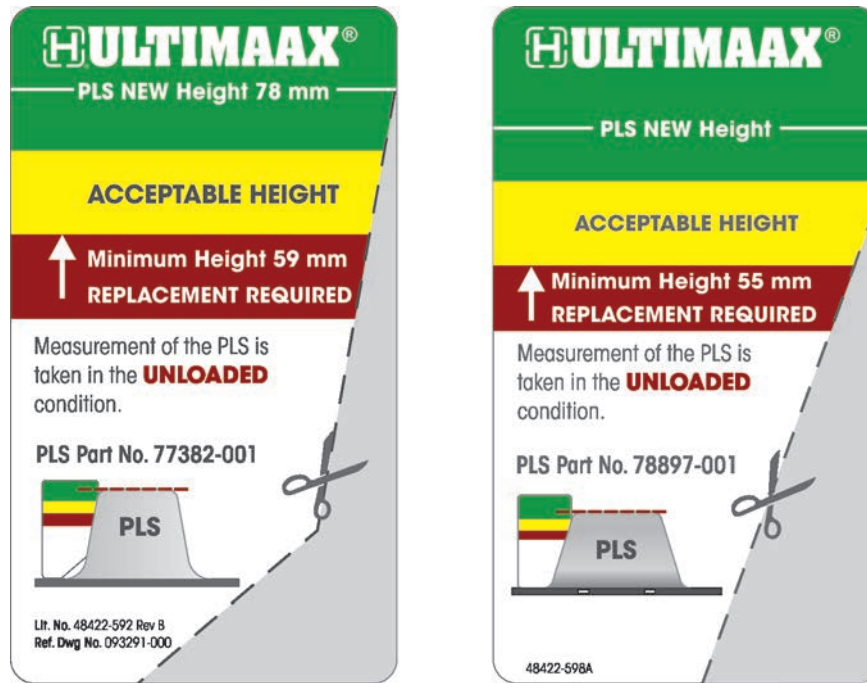 HULTIMAAX®
PLS NEW Height 78 mm
ACCEPTABLE HEIGHT
Minimum Height 59 mm
REPLACEMENT REQUIRED
Measurement of the PLS is
taken in the UNLOADED
condition.
PLS Part No. 77382-001
PLS
Lit. No. 48422-592 Rev B
Ref. Dwg No. 093291-000
HULTIMAAX®
PLS NEW Height
ACCEPTABLE HEIGHT
Minimum Height 55 mm
REPLACEMENT REQUIRED
Measurement of the PLS is
taken in the UNLOADED
condition.
PLS Part No. 78897-001
PLS
48422-598A